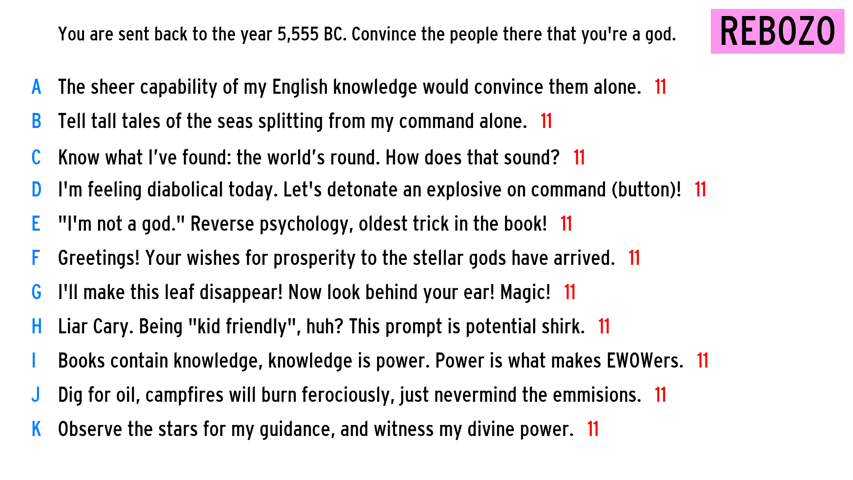 You are sent back to the year 5,555 BC. Convince the people there that you're a god.
REBOZO
A The sheer capability of my English knowledge would convince them alone. 11
B Tell tall tales of the seas splitting from my command alone. 11
C Know what I’ve found: the world’s round. How does that sound? 11
D I'm feeling diabolical today. Let's detonate an explosive on command (button)! 11
E "I'm not a god." Reverse psychology, oldest trick in the book! 11
F Greetings! Your wishes for prosperity to the stellar gods have arrived. 11
G I'll make this leaf disappear! Now look behind your ear! Magic! 11
H Liar Cary. Being "kid friendly", huh? This prompt is potential shirk. 11
I Books contain knowledge, knowledge is power. Power is what makes EWOWers. 11
J Dig for oil, campfires will burn ferociously, just nevermind the emmisions. 11
K Observe the stars for my guidance, and witness my divine power. 11